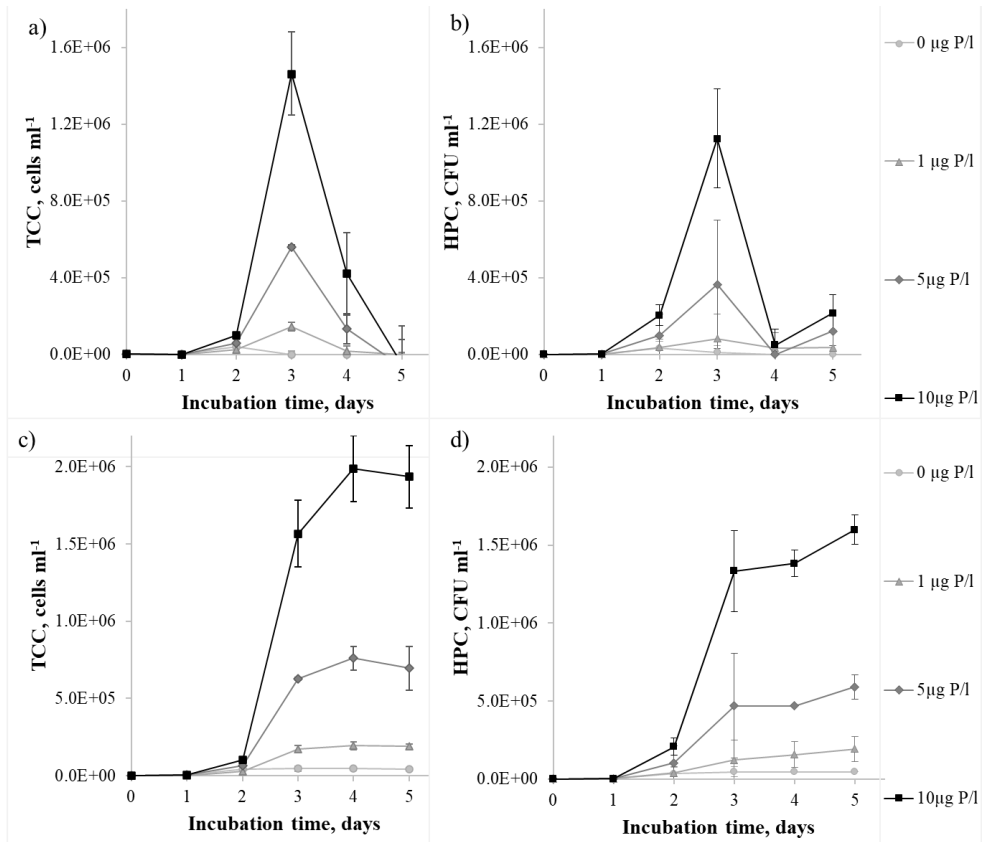 a)
1.6E+06
1.2E+06
8.0E+05
4.0E+05
0.0E+00
TCC, cells ml-1
0 1 2 3 4 5
Incubation time, days
b)
1.6E+06
1.2E+06
8.0E+05
4.0E+05
0.0E+00
HPC, CFU ml-1
0 1 2 3 4 5
Incubation time, days
0 µg P/l
1 µg P/l
5µg P/l
10µg P/l
c)
2.0E+06
1.5E+06
1.0E+06
5.0E+05
0.0E+00
TCC, cells ml-1
0 1 2 3 4 5
Incubation time, days
d)
2.0E+06
1.5E+06
1.0E+06
5.0E+05
0.0E+00
HPC, CFU ml-1
0 1 2 3 4 5
Incubation time, days
0 µg P/l
1 µg P/l
5µg P/l
10µg P/l